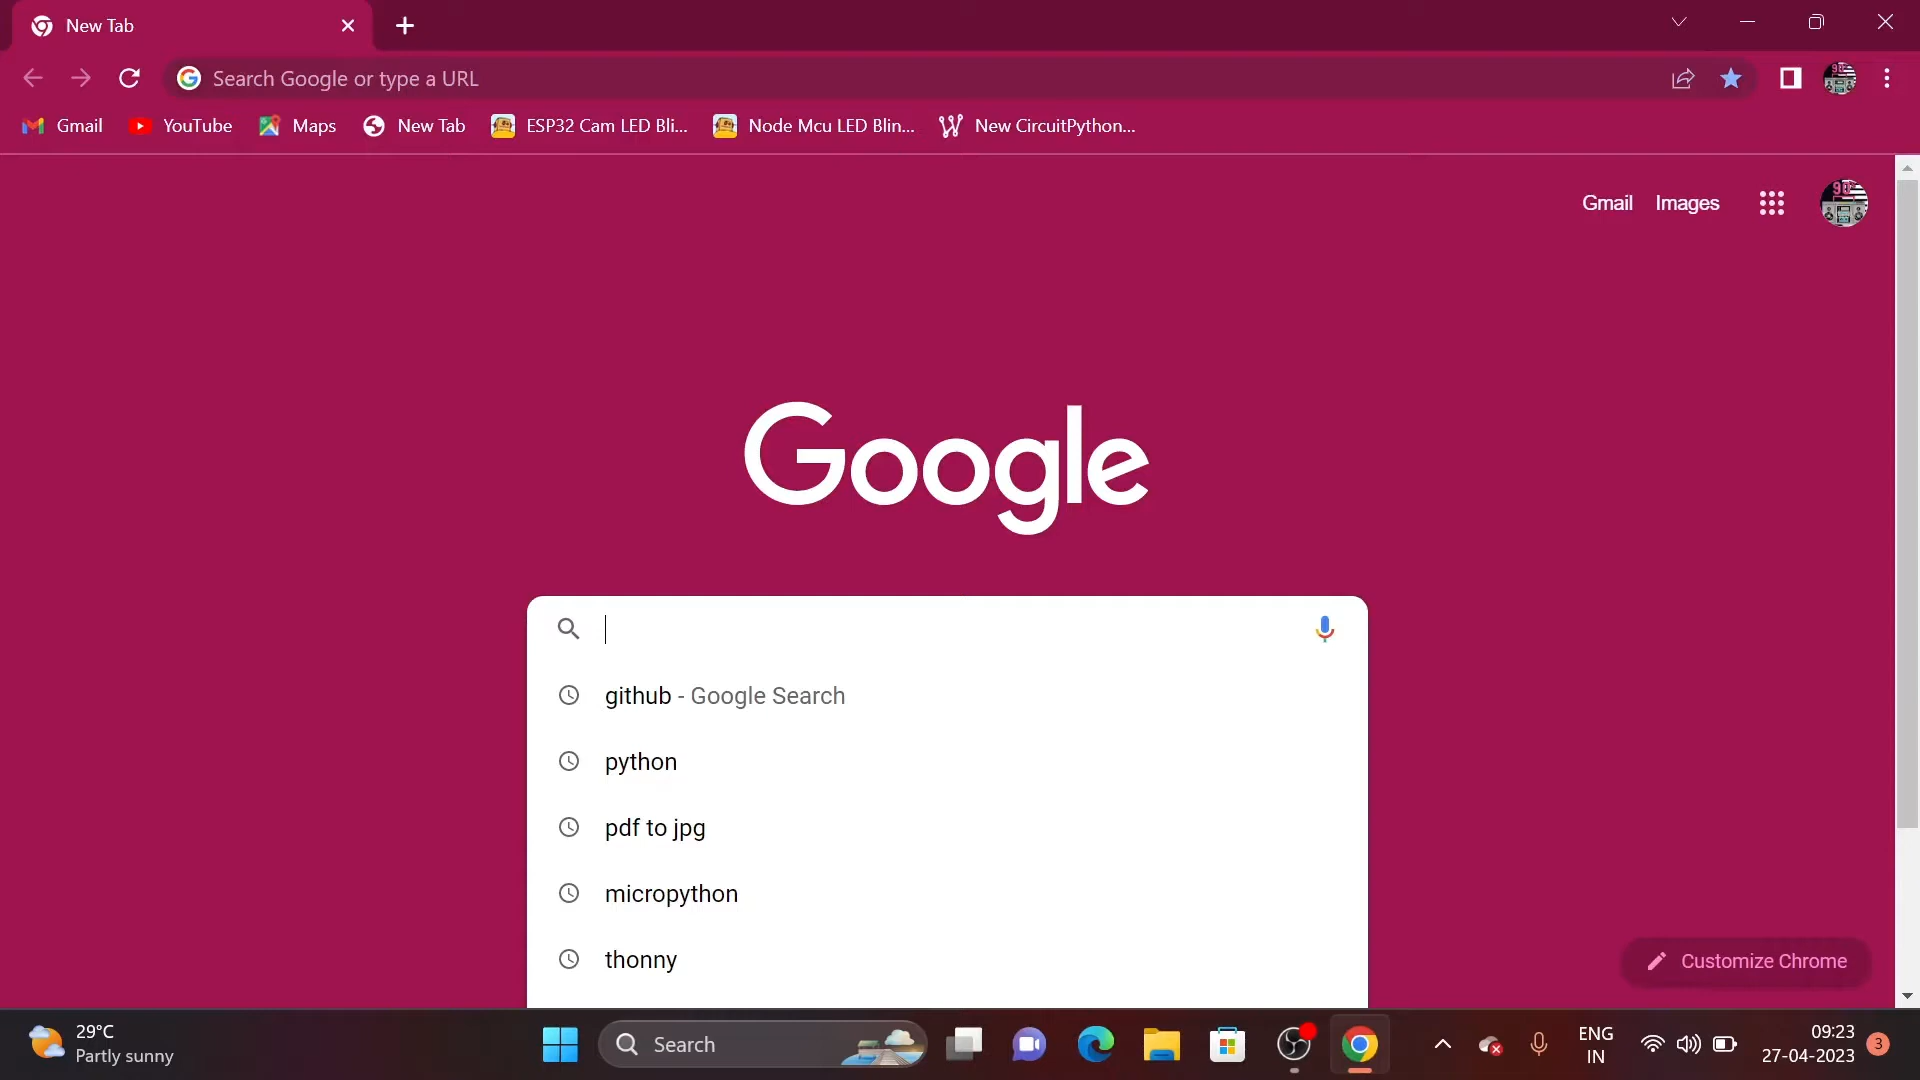 New Tab
Search Google or type a URL
Gmail YouTube Maps New Tab ESP32 Cam LED Bli... Node Mcu LED Blin... New CircuitPython...
Gmail Images
Google
github - Google Search
python
pdf to jpg
micropython
thonny
Customize Chrome
29°C
Partly sunny
Search
ENG
IN
09:23
27-04-2023
3